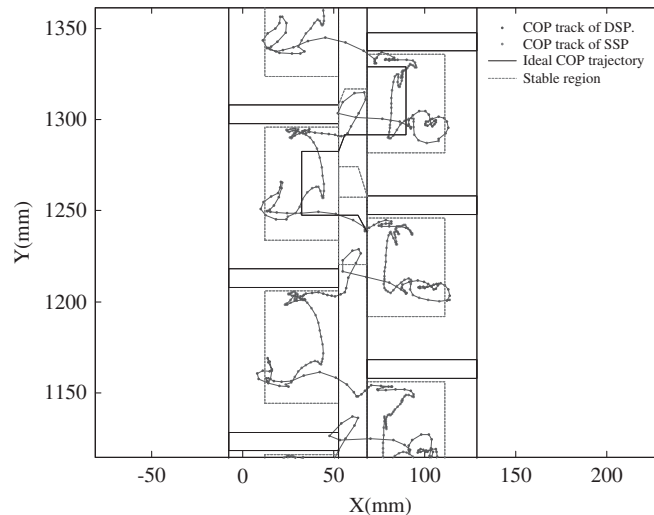 COP track of DSP.
COP track of SSP
Ideal COP trajectory
Stable region
Y(mm)
1350
1300
1250
1200
1150
-50
0
50
100
150
200
X(mm)